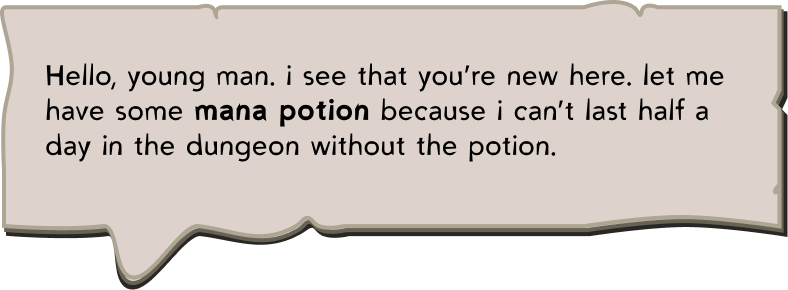 Hello, young man. i see that you're new here. let me
have some mana potion because i can't last half a
day in the dungeon without the potion.